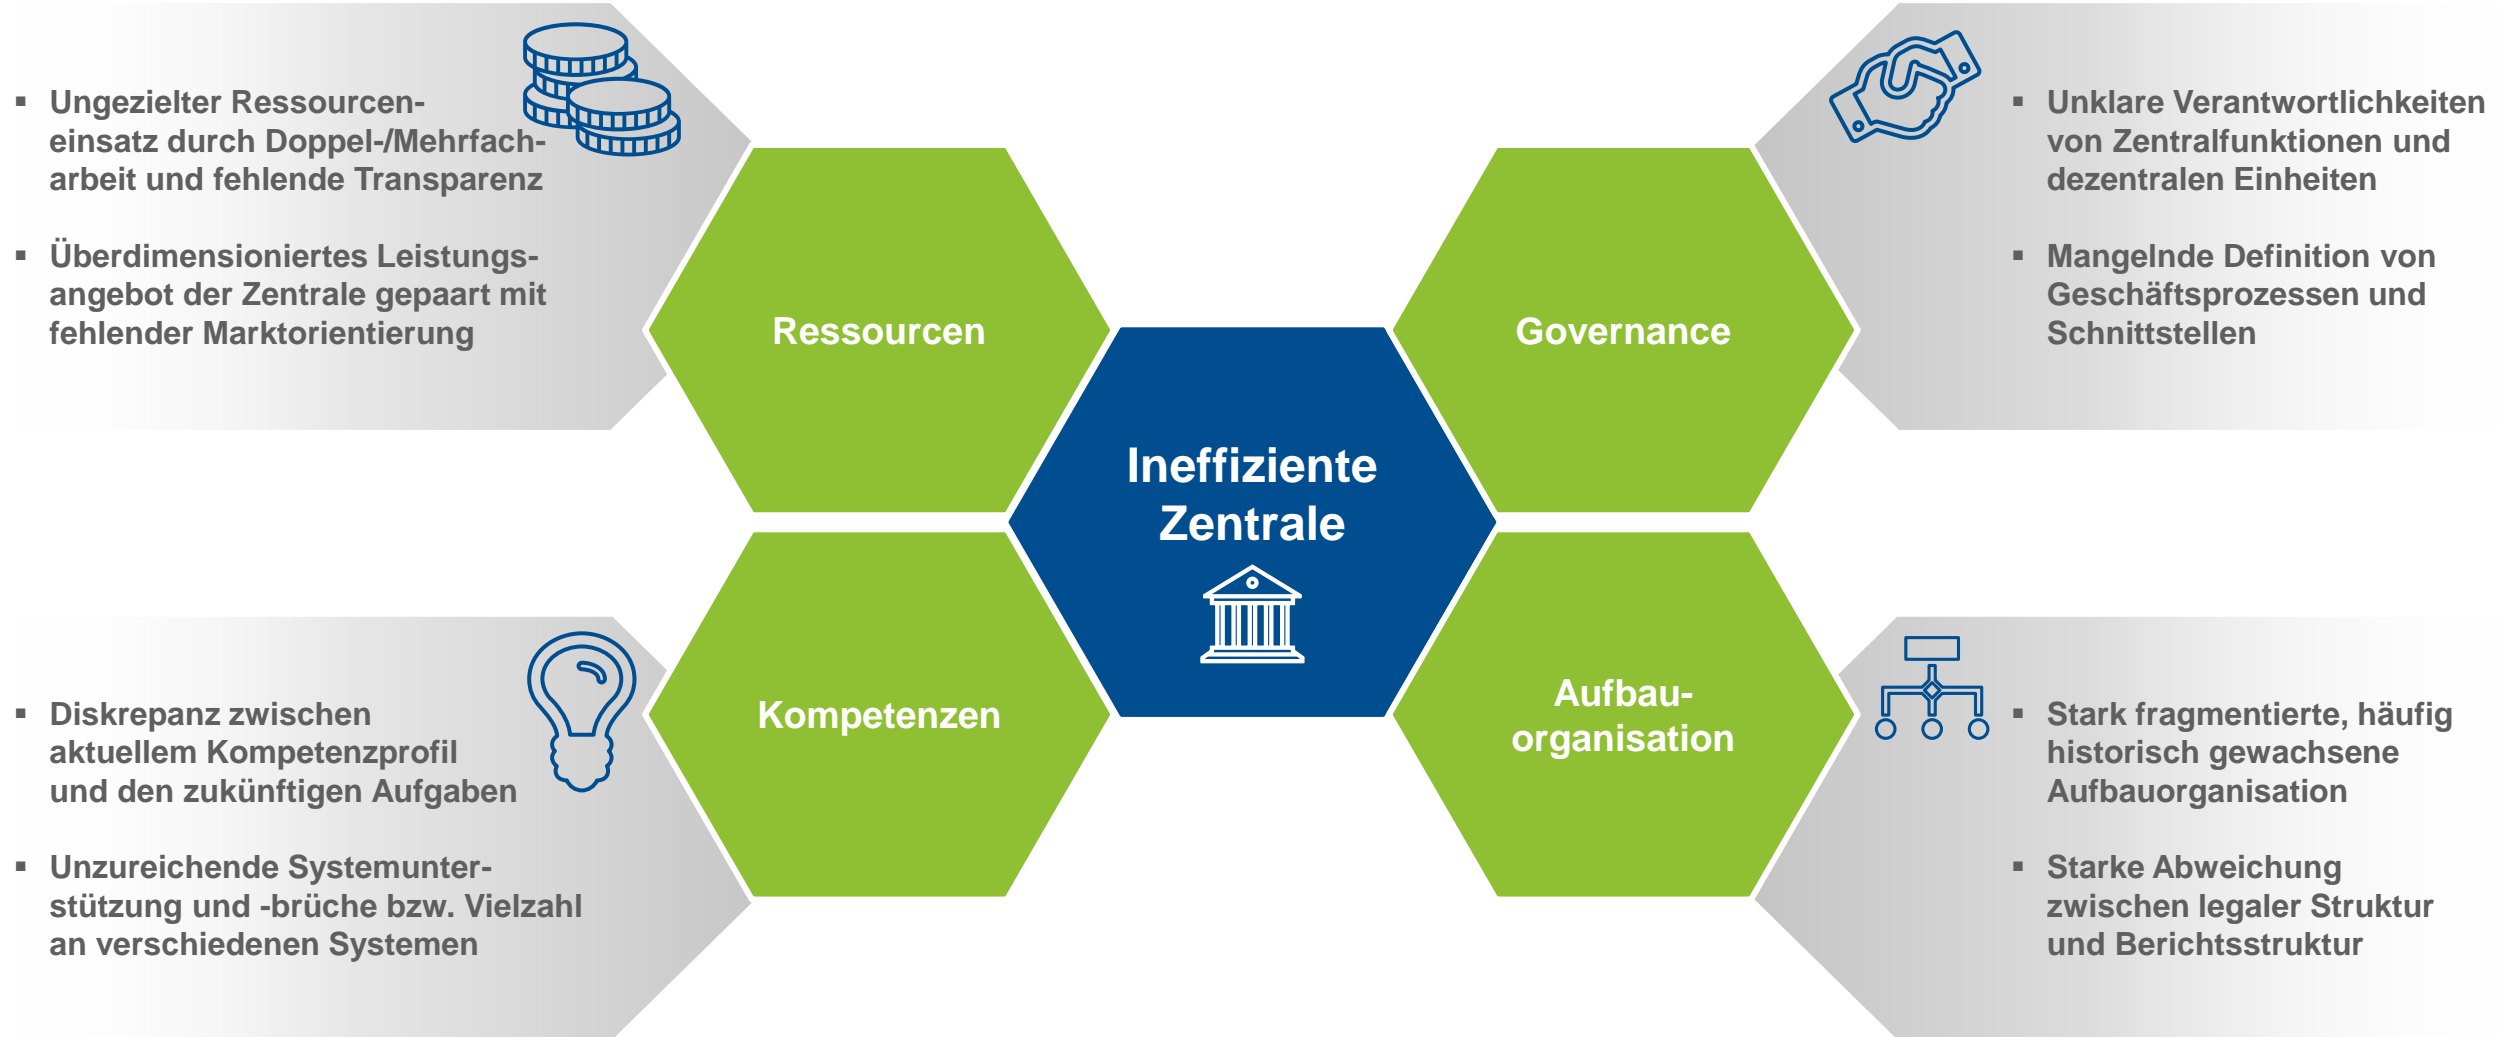 ▪ Ungezielter Ressourcen-
einsatz durch Doppel-/Mehrfach-
arbeit und fehlende Transparenz
▪ Überdimensioniertes Leistungs-
angebot der Zentrale gepaart mit
fehlender Marktorientierung
Ressourcen
Governance
▪ Unklare Verantwortlichkeiten
von Zentralfunktionen und
dezentralen Einheiten
▪ Mangelnde Definition von
Geschäftsprozessen und
Schnittstellen
Ineffiziente
Zentrale
▪ Diskrepanz zwischen
aktuellem Kompetenzprofil
und den zukünftigen Aufgaben
▪ Unzureichende Systemunter-
stützung und -brüche bzw. Vielzahl
an verschiedenen Systemen
Kompetenzen
Aufbau-
organisation
▪ Stark fragmentierte, häufig
historisch gewachsene
Aufbauorganisation
▪ Starke Abweichung
zwischen legaler Struktur
und Berichtsstruktur